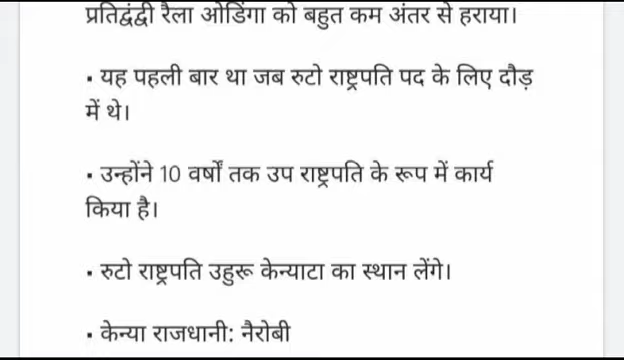 प्रतिद्वंद्वी रैला ओडिंगा को बहुत कम अंतर से हराया।
▪ यह पहली बार था जब रुटो राष्ट्रपति पद के लिए दौड़
में थे।
▪ उन्होंने 10 वर्षों तक उप राष्ट्रपति के रूप में कार्य
किया है।
▪ रुटो राष्ट्रपति उहुरू केन्याटा का स्थान लेंगे।
▪ केन्या राजधानी: नैरोबी